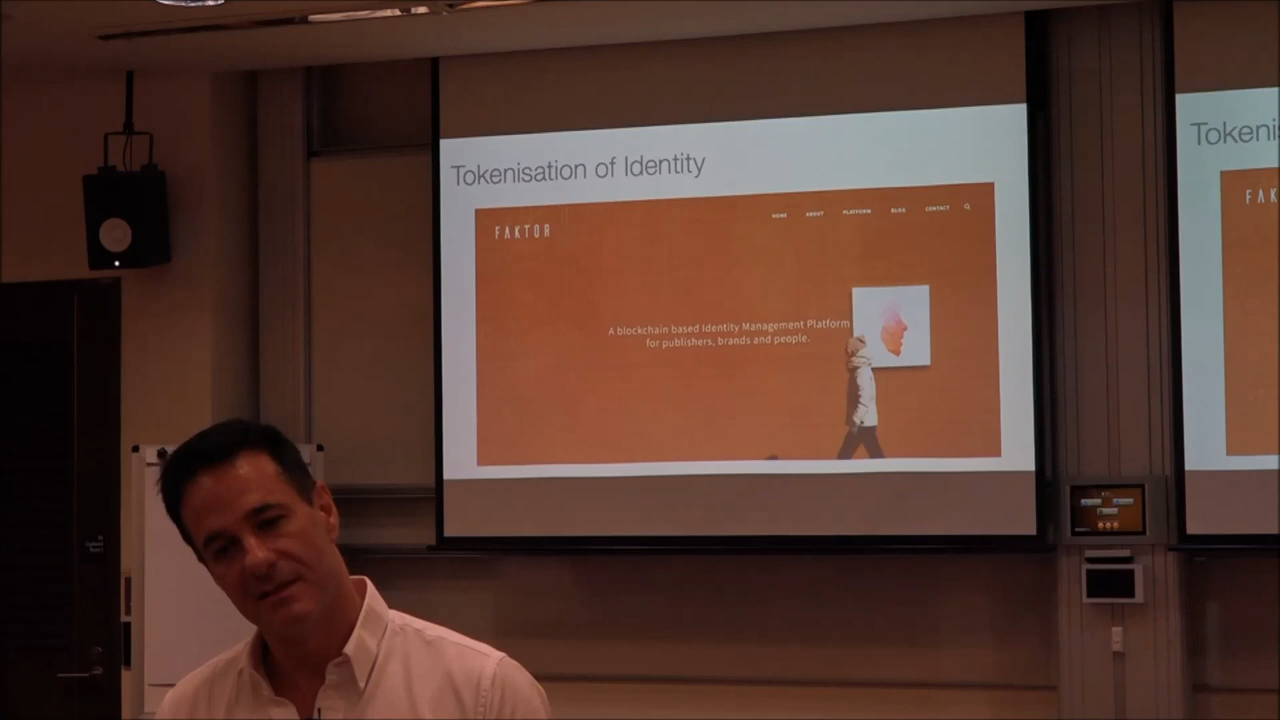 Tokenisation of Identity
FAKTOR
HOME ABOUT PLATFORM BLOG CONTACT
A blockchain based Identity Management Platform
for publishers, brands and people.
Tokeni
FAK